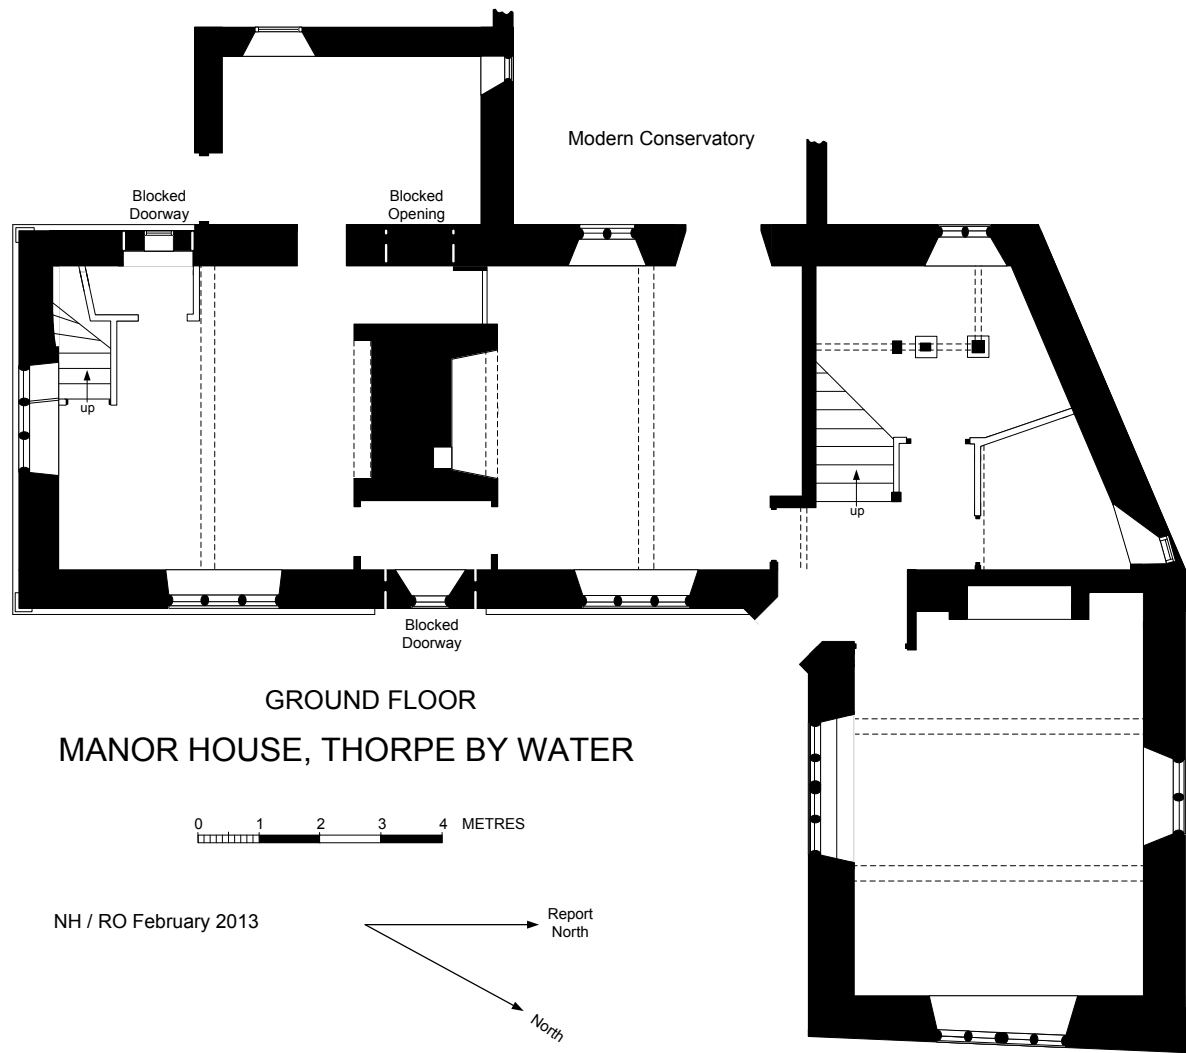 Modern Conservatory
Blocked
Doorway
Blocked
Opening
up
up
Blocked
Doorway
GROUND FLOOR
MANOR HOUSE, THORPE BY WATER
0 1 2 3 4 METRES
NH / RO February 2013
Report
North
North